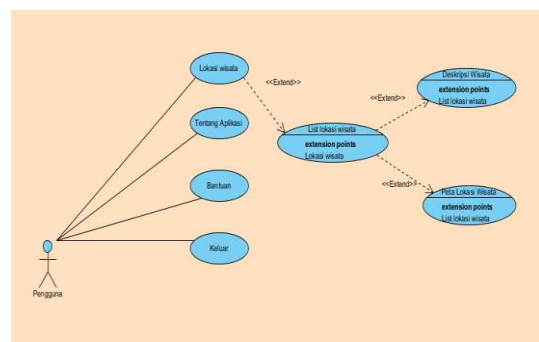 Lokasi wisata
<<Extend>>
Deskripsi Wisata
extension points
List lokasi wisata
<<Extend>>
Tentang Aplikasi
List lokasi wisata
extension points
Lokasi wisata
<<Extend>>
Bantuan
Peta Lokasi Wisata
extension points
List lokasi wisata
Keluar
Pengguna